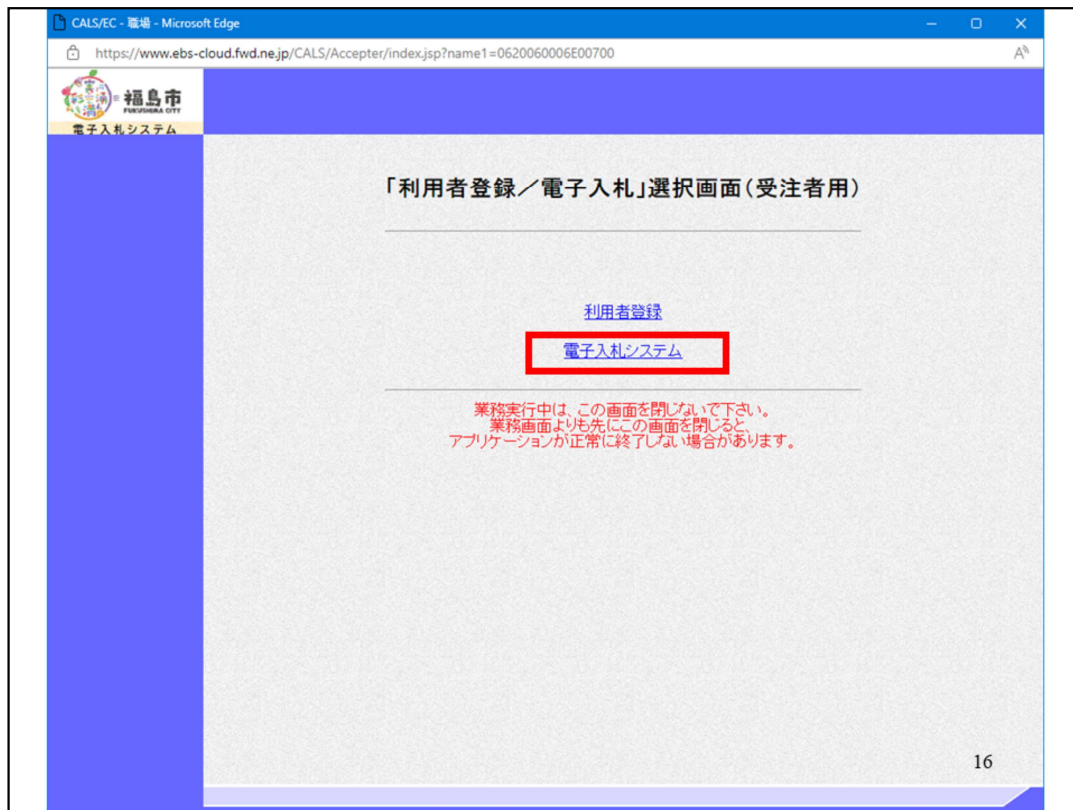 CALS/EC - 職場 - Microsoft Edge
https://www.ebs-cloud.fwd.ne.jp/CALS/Accepter/index.jsp?name1=0620060006E00700
福島市
FUKUSHIMA CITY
電子入札システム
「利用者登録／電子入札」選択画面(受注者用)
利用者登録
電子入札システム
業務実行中は、この画面を閉じないで下さい。
業務画面よりも先にこの画面を閉じると、
アプリケーションが正常に終了しない場合があります。
16